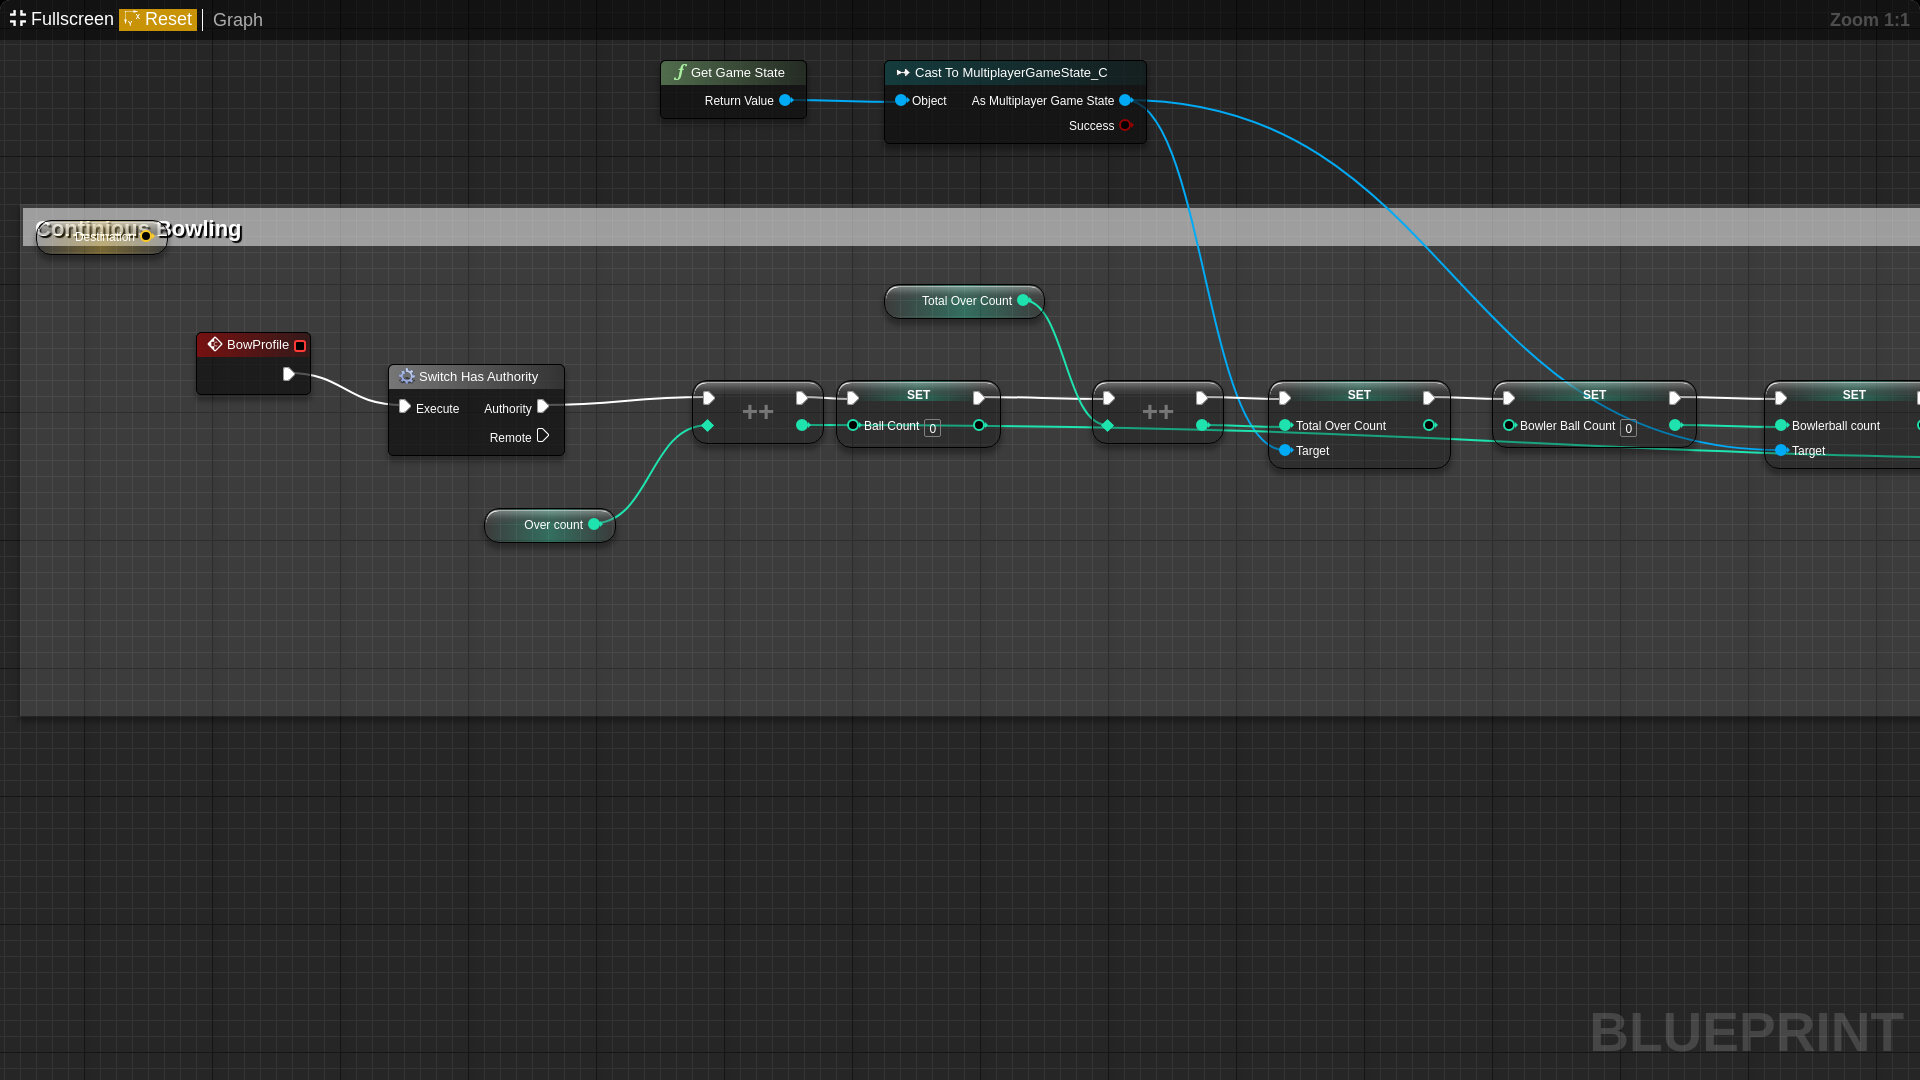 Fullscreen Reset Graph Zoom 1:1
Get Game State
Return Value
Cast To MultiplayerGameState_C
Object As Multiplayer Game State
Success
Continious Bowling
Destination
Total Over Count
BowProfile
Switch Has Authority
Execute Authority
Remote
++
SET
Ball Count 0
++
SET
Total Over Count
Target
SET
Bowler Ball Count 0
SET
Bowlerball count
Target
Over count
BLUEPRINT